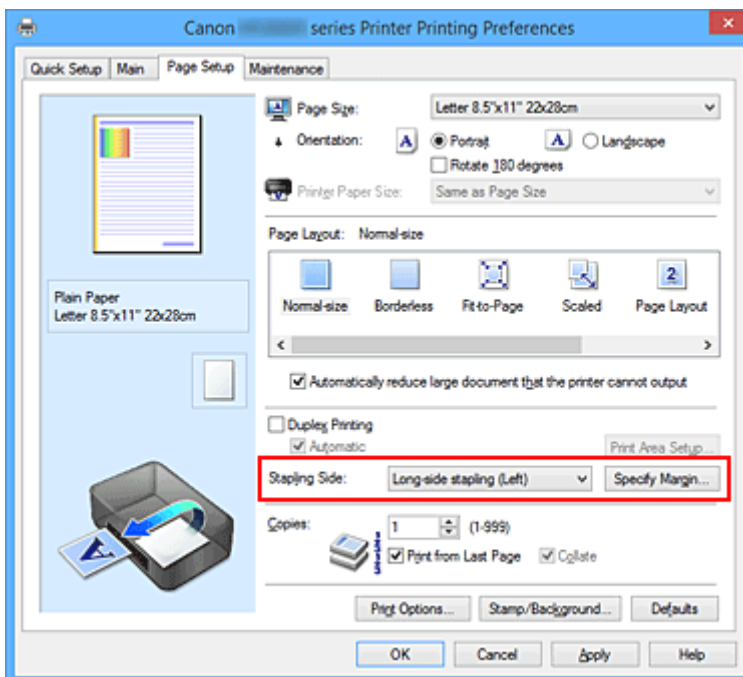 Canon series Printer Printing Preferences
Quick Setup Main Page Setup Maintenance
Page Size: Letter 8.5"x11" 22x28cm
Orientation: A Portrait A Landscape
Rotate 180 degrees
Printer Paper Size: Same as Page Size
Page Layout: Normal-size
2
Normal-size Borderless Fit-to-Page Scaled Page Layout
Plain Paper
Letter 8.5"x11" 22x28cm
Automatically reduce large document that the printer cannot output
Duplex Printing
Automatic Print Area Setup...
Stapling Side: Long-side stapling (Left) Specify Margin...
Copies: 1 (1-999)
Print from Last Page Collate
A
Print Options... Stamp/Background... Defaults
OK Cancel Apply Help